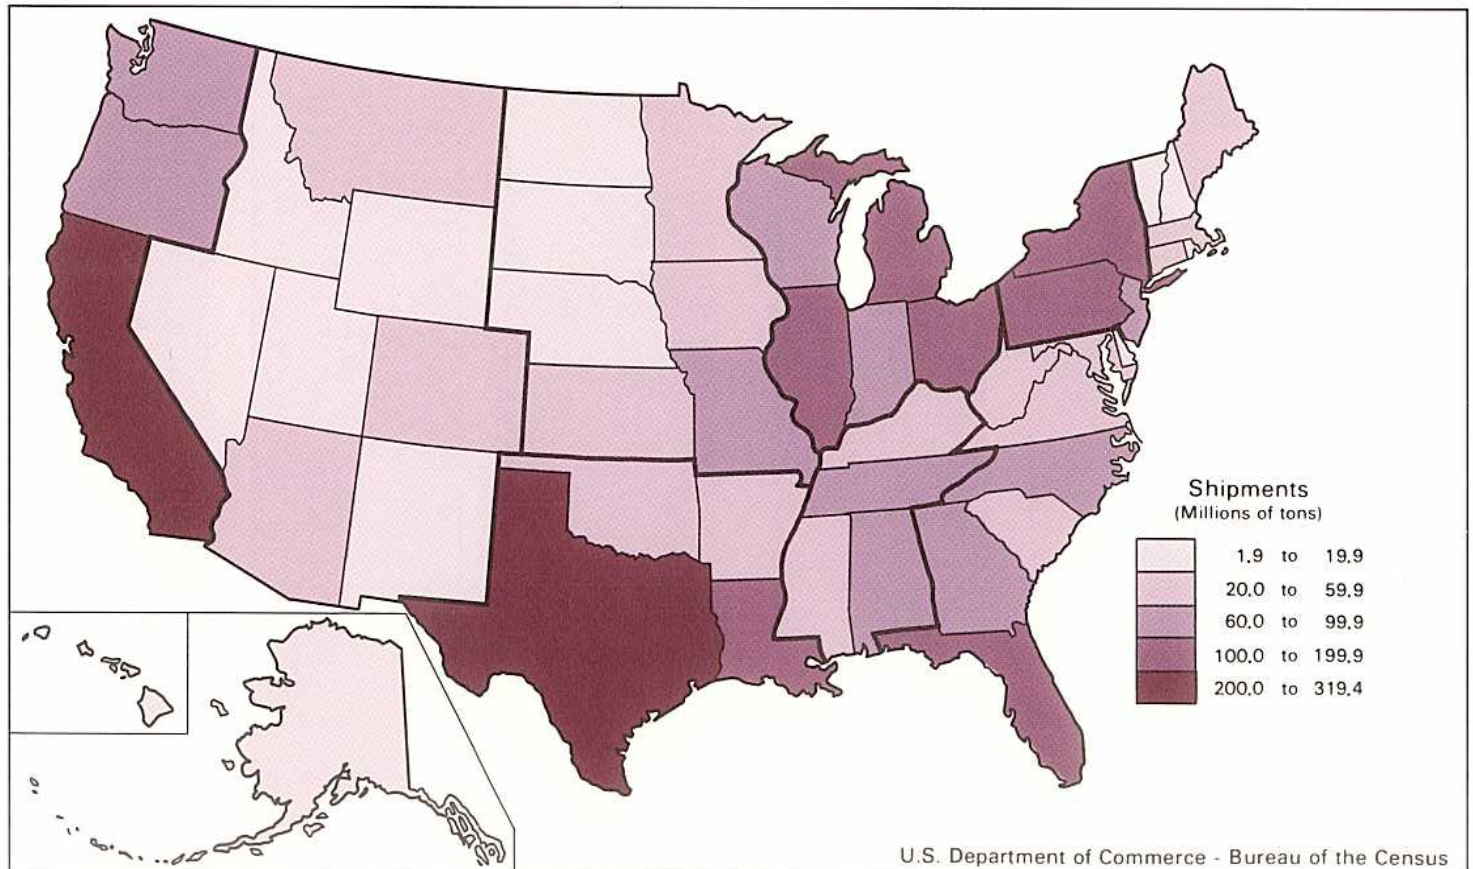 Shipments
(Millions of tons)
1.9 to 19.9
20.0 to 59.9
60.0 to 99.9
100.0 to 199.9
200.0 to 319.4
U.S. Department of Commerce - Bureau of the Census